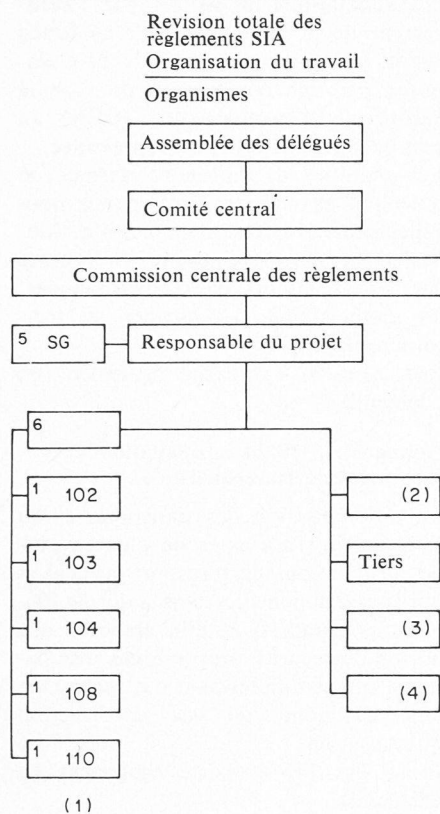 Revision totale des
règlements SIA
Organisation du travail
Organismes
Assemblée des délégués
Comité central
Commission centrale des règlements
5 SG
Responsable du projet
6
1 102
(2)
1 103
Tiers
1 104
(3)
1 108
(4)
1 110
(1)